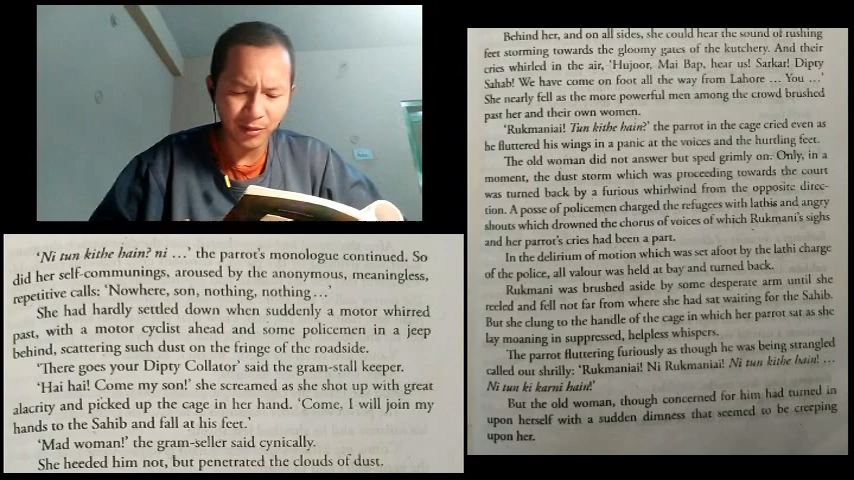 'Ni tun kithe hain? ni ...' the parrot's monologue continued. So
did her self-communings, aroused by the anonymous, meaningless,
repetitive calls: 'Nowhere, son, nothing, nothing ...'
She had hardly settled down when suddenly a motor whirred
past, with a motor cyclist ahead and some policemen in a jeep
behind, scattering such dust on the fringe of the roadside.
'There goes your Dipty Collator' said the gram-stall keeper.
'Hai hai! Come my son!' she screamed as she shot up with great
alacrity and picked up the cage in her hand. 'Come, I will join my
hands to the Sahib and fall at his feet.'
'Mad woman!' the gram-seller said cynically.
She heeded him not, but penetrated the clouds of dust.
Behind her, and on all sides, she could hear the sound of rushing
feet storming towards the gloomy gates of the kutchery. And their
cries whirled in the air, 'Hujoor, Mai Bap, hear us! Sarkar! Dipty
Sahab! We have come on foot all the way from Lahore ... You ...'
She nearly fell as the more powerful men among the crowd brushed
past her and their own women.
'Rukmaniai! Tun kithe hain?' the parrot in the cage cried even as
he fluttered his wings in a panic at the voices and the hurtling feet.
The old woman did not answer but sped grimly on. Only, in a
moment, the dust storm which was proceeding towards the court
was turned back by a furious whirlwind from the opposite direc-
tion. A posse of policemen charged the refugees with lathis and angry
shouts which drowned the chorus of voices of which Rukmani's sighs
and her parrot's cries had been a part.
In the delirium of motion which was set afoot by the lathi charge
of the police, all valour was held at bay and turned back.
Rukmani was brushed aside by some desperate arm until she
reeled and fell not far from where she had sat waiting for the Sahib.
But she clung to the handle of the cage in which her parrot sat as she
lay moaning in suppressed, helpless whispers.
The parrot fluttering furiously as though he was being strangled
called out shrilly: 'Rukmaniai! Ni Rukmaniai! Ni tun kithe hain! ...
Ni tun ki karni hain!'
But the old woman, though concerned for him had turned in
upon herself with a sudden dimness that seemed to be creeping
upon her.